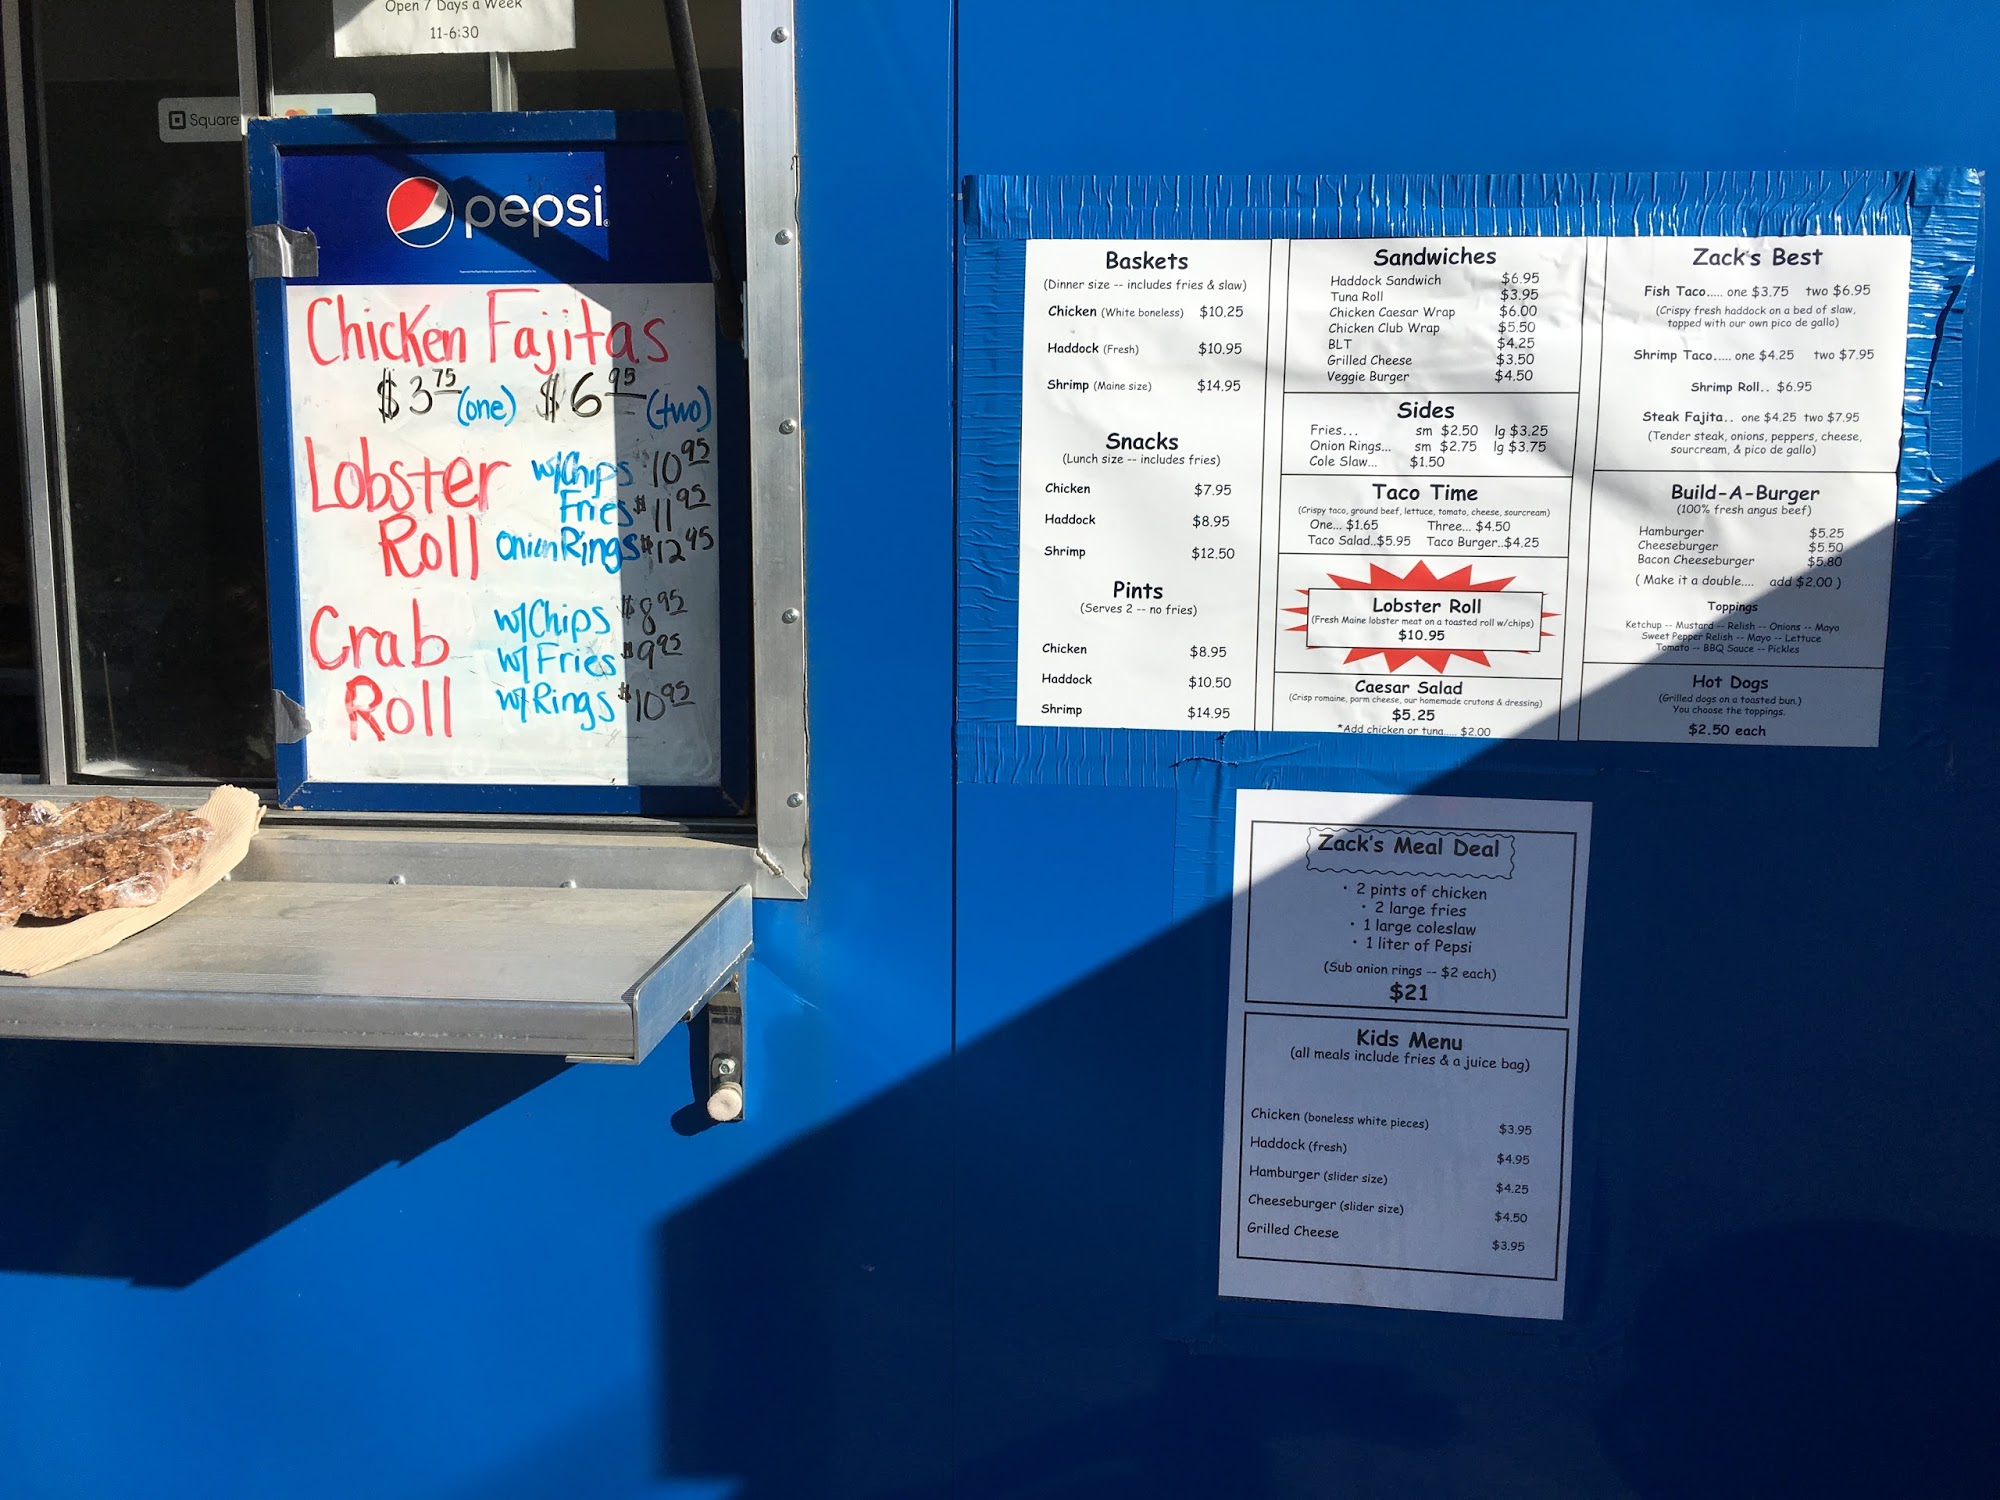 Open 7 Days a Week
11-6:30
Square
pepsi
Chicken Fajitas
$3 75 (one) $6 95 (two)
Lobster Roll
w/Chips 10 95
Fries $11 95
Onion Rings $12 95
Crab Roll
w/Chips $8 95
w/Fries $9 95
w/Rings $10 95
Baskets
(Dinner size -- includes fries & slaw)
Chicken (White boneless) $10.25
Haddock (Fresh) $10.95
Shrimp (Maine size) $14.95
Snacks
(Lunch size -- includes fries)
Chicken $7.95
Haddock $8.95
Shrimp $12.50
Pints
(Serves 2 -- no fries)
Chicken $8.95
Haddock $10.50
Shrimp $14.95
Sandwiches
Haddock Sandwich $6.95
Tuna Roll $3.95
Chicken Caesar Wrap $6.00
Chicken Club Wrap $5.50
BLT $4.25
Grilled Cheese $3.50
Veggie Burger $4.50
Sides
Fries... sm $2.50 lg $3.25
Onion Rings... sm $2.75 lg $3.75
Cole Slaw... $1.50
Taco Time
(Crispy taco, ground beef, lettuce, tomato, cheese, sourcream)
One... $1.65 Three... $4.50
Taco Salad..$5.95 Taco Burger..$4.25
Lobster Roll
(Fresh Maine lobster meat on a toasted roll w/chips)
$10.95
Caesar Salad
(Crisp romaine, parm cheese, our homemade crutons & dressing)
$5.25
*Add chicken or tuna..... $2.00
Zack's Best
Fish Taco..... one $3.75 two $6.95
(Crispy fresh haddock on a bed of slaw,
topped with our own pico de gallo)
Shrimp Taco..... one $4.25 two $7.95
Shrimp Roll.. $6.95
Steak Fajita.. one $4.25 two $7.95
(Tender steak, onions, peppers, cheese,
sourcream, & pico de gallo)
Build-A-Burger
(100% fresh angus beef)
Hamburger $5.25
Cheeseburger $5.50
Bacon Cheeseburger $5.80
( Make it a double.... add $2.00 )
Toppings
Ketchup -- Mustard -- Relish -- Onions -- Mayo
Sweet Pepper Relish -- Mayo -- Lettuce
Tomato -- BBQ Sauce -- Pickles
Hot Dogs
(Grilled dogs on a toasted bun.)
You choose the toppings.
$2.50 each
Zack's Meal Deal
• 2 pints of chicken
• 2 large fries
• 1 large coleslaw
• 1 liter of Pepsi
(Sub onion rings -- $2 each)
$21
Kids Menu
(all meals include fries & a juice bag)
Chicken (boneless white pieces) $3.95
Haddock (fresh) $4.95
Hamburger (slider size) $4.25
Cheeseburger (slider size) $4.50
Grilled Cheese $3.95